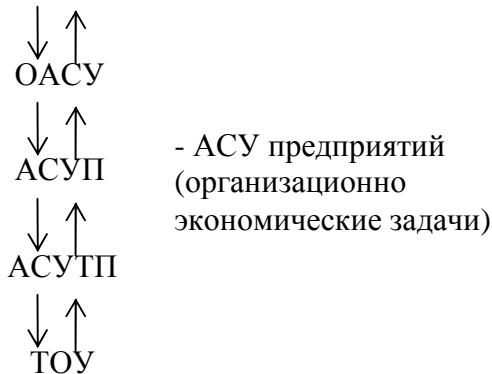 ОАСУ
АСУП
- АСУ предприятий
(организационно
экономические задачи)
АСУТП
ТОУ